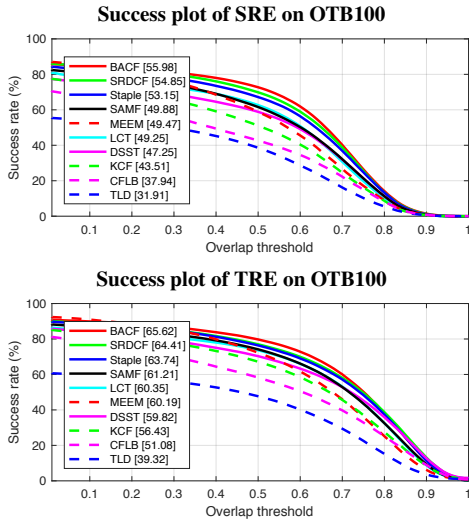 Success plot of SRE on OTB100
100
80
60
40
20
0
Success rate (%)
BACF [55.98]
SRDCF [54.85]
Staple [53.15]
SAMF [49.88]
MEEM [49.47]
LCT [49.25]
DSST [47.25]
KCF [43.51]
CFLB [37.94]
TLD [31.91]
0.1 0.2 0.3 0.4 0.5 0.6 0.7 0.8 0.9 1
Overlap threshold
Success plot of TRE on OTB100
100
80
60
40
20
0
Success rate (%)
BACF [65.62]
SRDCF [64.41]
Staple [63.74]
SAMF [61.21]
LCT [60.35]
MEEM [60.19]
DSST [59.82]
KCF [56.43]
CFLB [51.08]
TLD [39.32]
0.1 0.2 0.3 0.4 0.5 0.6 0.7 0.8 0.9 1
Overlap threshold